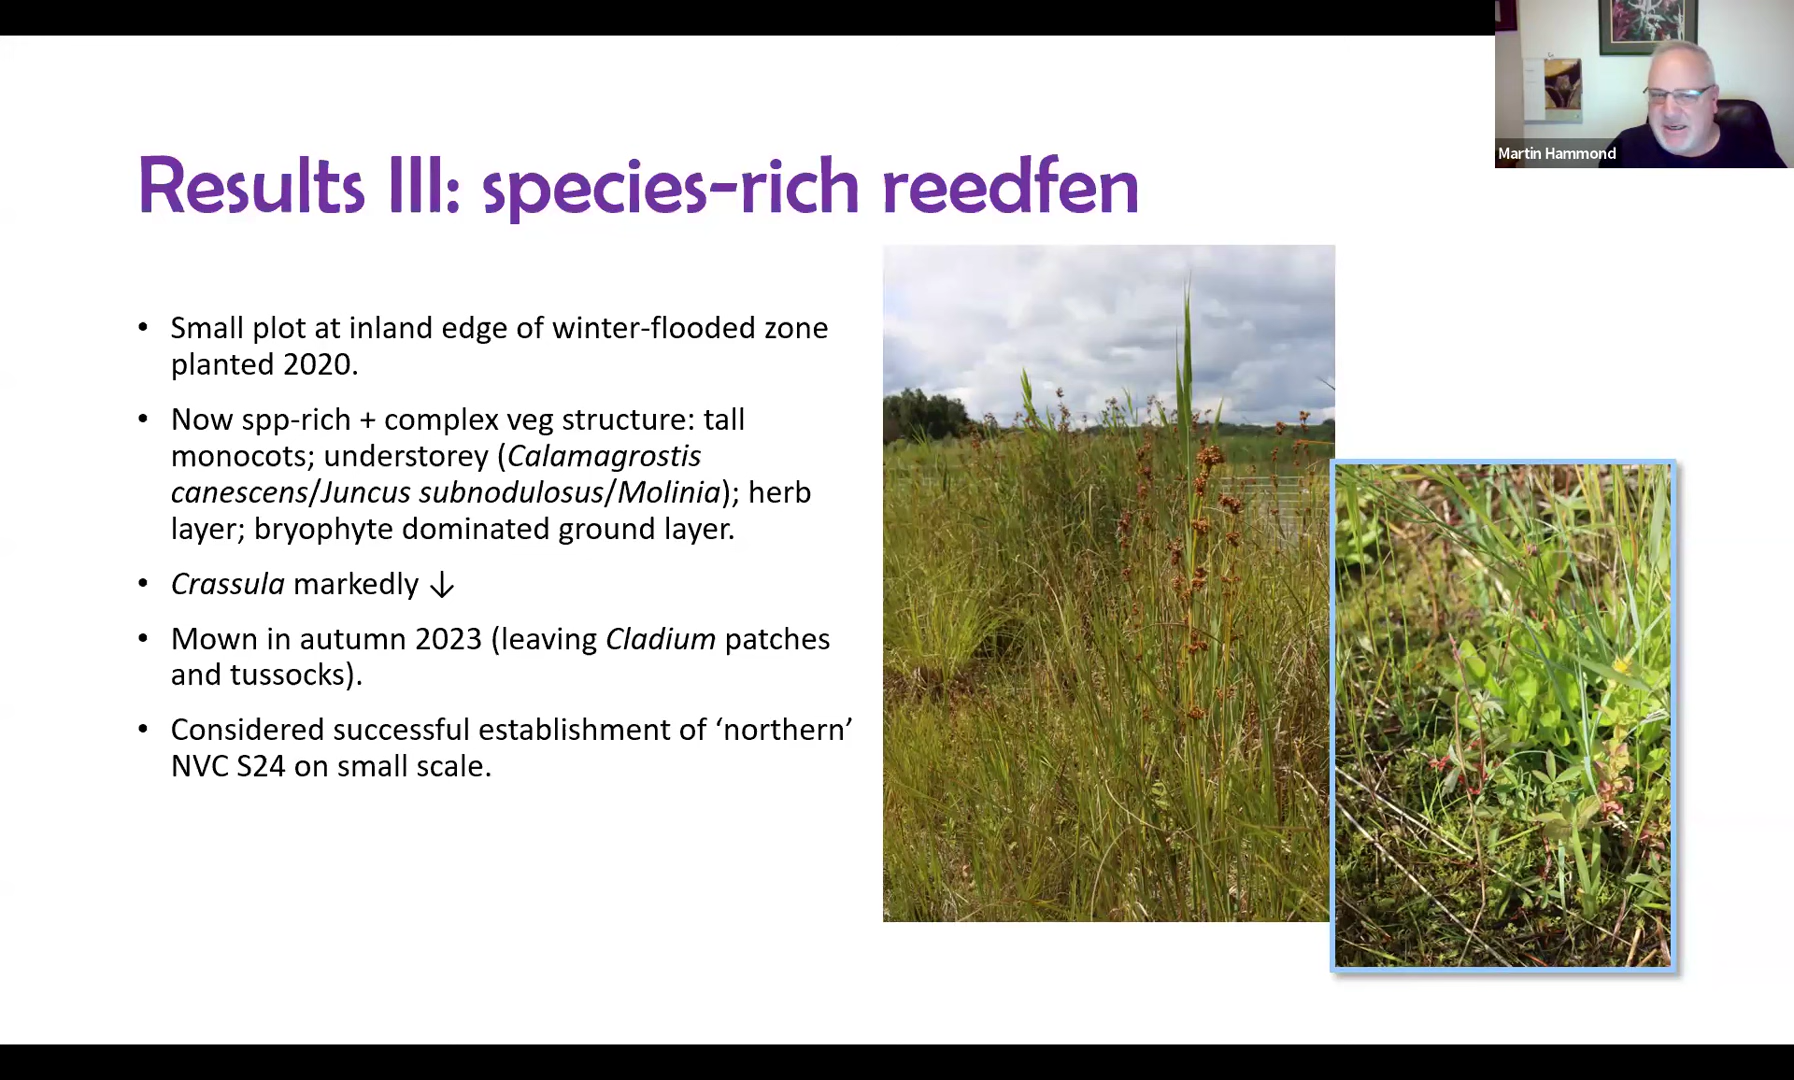 Martin Hammond
Results III: species-rich reedfen
• Small plot at inland edge of winter-flooded zone
planted 2020.
• Now spp-rich + complex veg structure: tall
monocots; understorey (Calamagrostis
canescens/Juncus subnodulosus/Molinia); herb
layer; bryophyte dominated ground layer.
• Crassula markedly ↓
• Mown in autumn 2023 (leaving Cladium patches
and tussocks).
• Considered successful establishment of ‘northern’
NVC S24 on small scale.